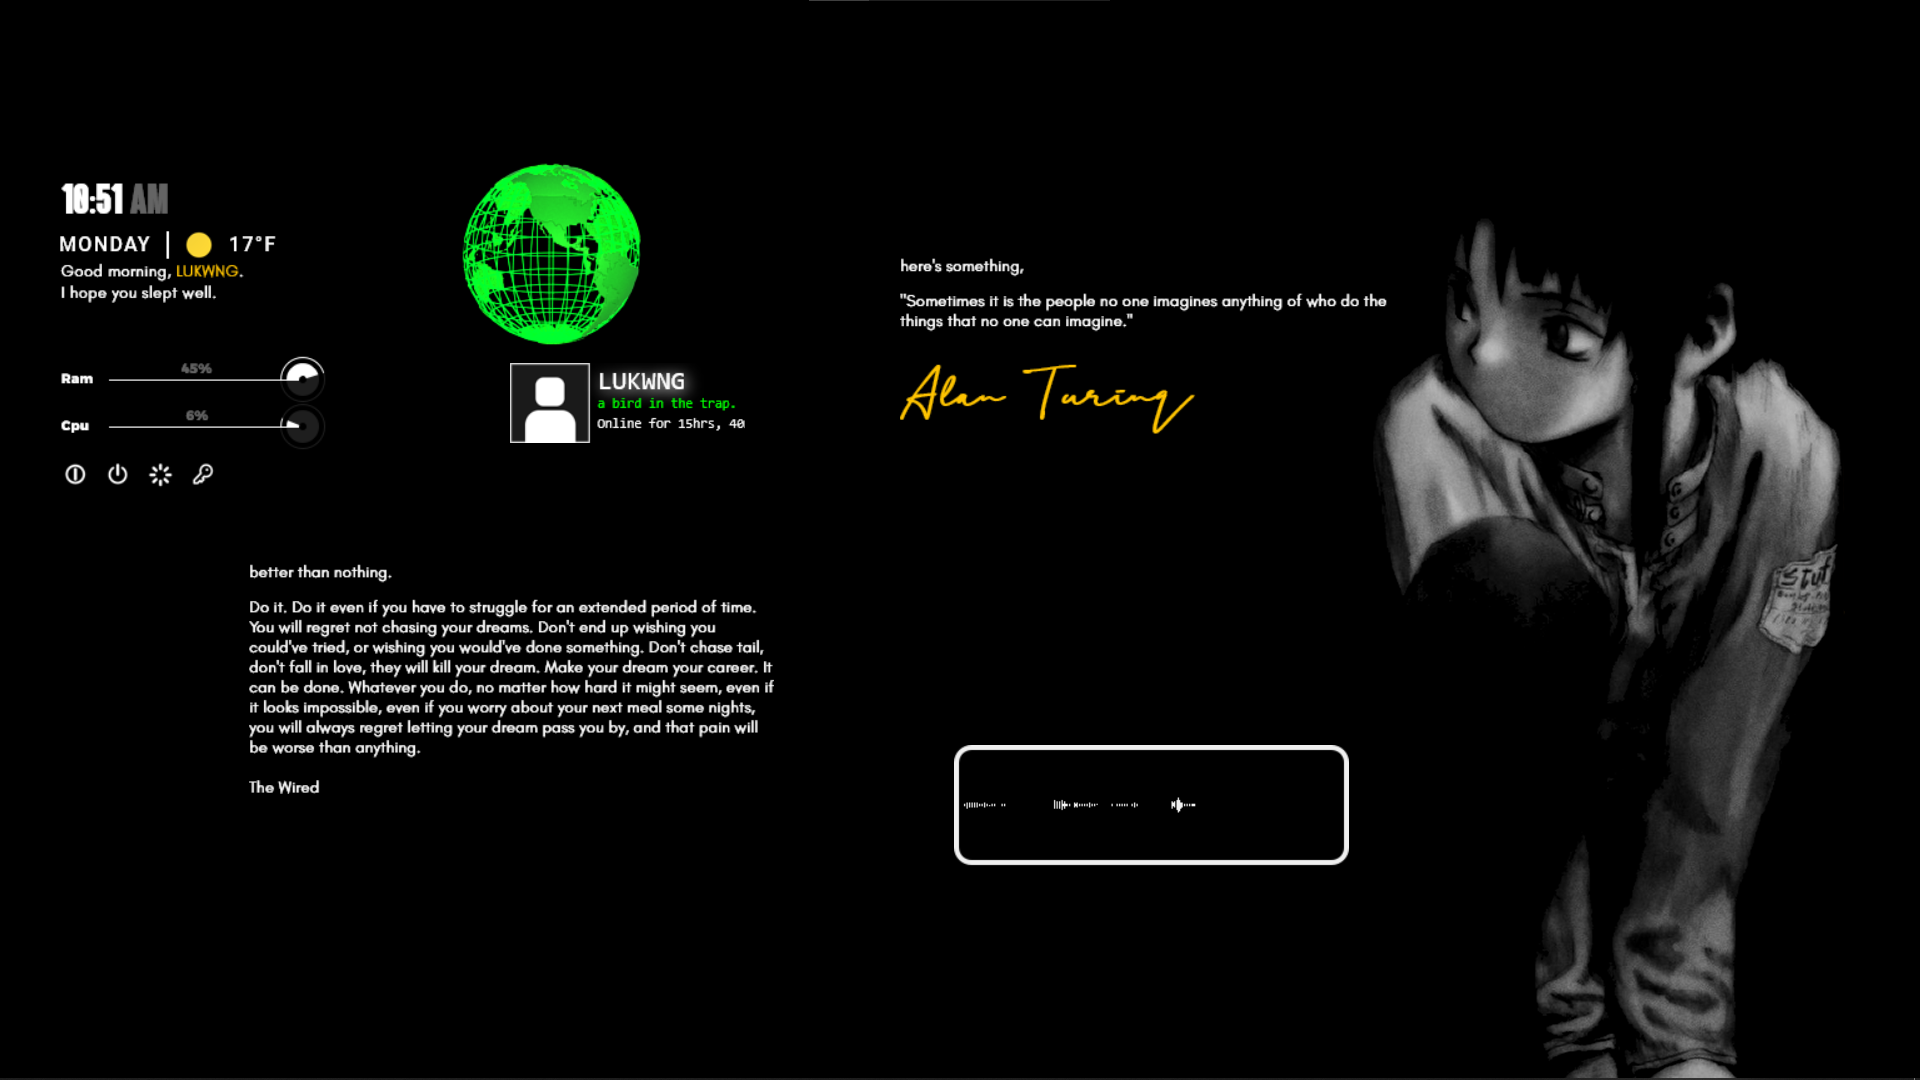 10:51 AM
MONDAY | 17°F
Good morning, LUKWNG.
I hope you slept well.
Ram 45%
Cpu 6%
LUKWNG
a bird in the trap.
Online for 15hrs, 40
here's something,
"Sometimes it is the people no one imagines anything of who do the
things that no one can imagine."
Alan Turing
better than nothing.
Do it. Do it even if you have to struggle for an extended period of time.
You will regret not chasing your dreams. Don't end up wishing you
could've tried, or wishing you would've done something. Don't chase tail,
don't fall in love, they will kill your dream. Make your dream your career. It
can be done. Whatever you do, no matter how hard it might seem, even if
it looks impossible, even if you worry about your next meal some nights,
you will always regret letting your dream pass you by, and that pain will
be worse than anything.
The Wired